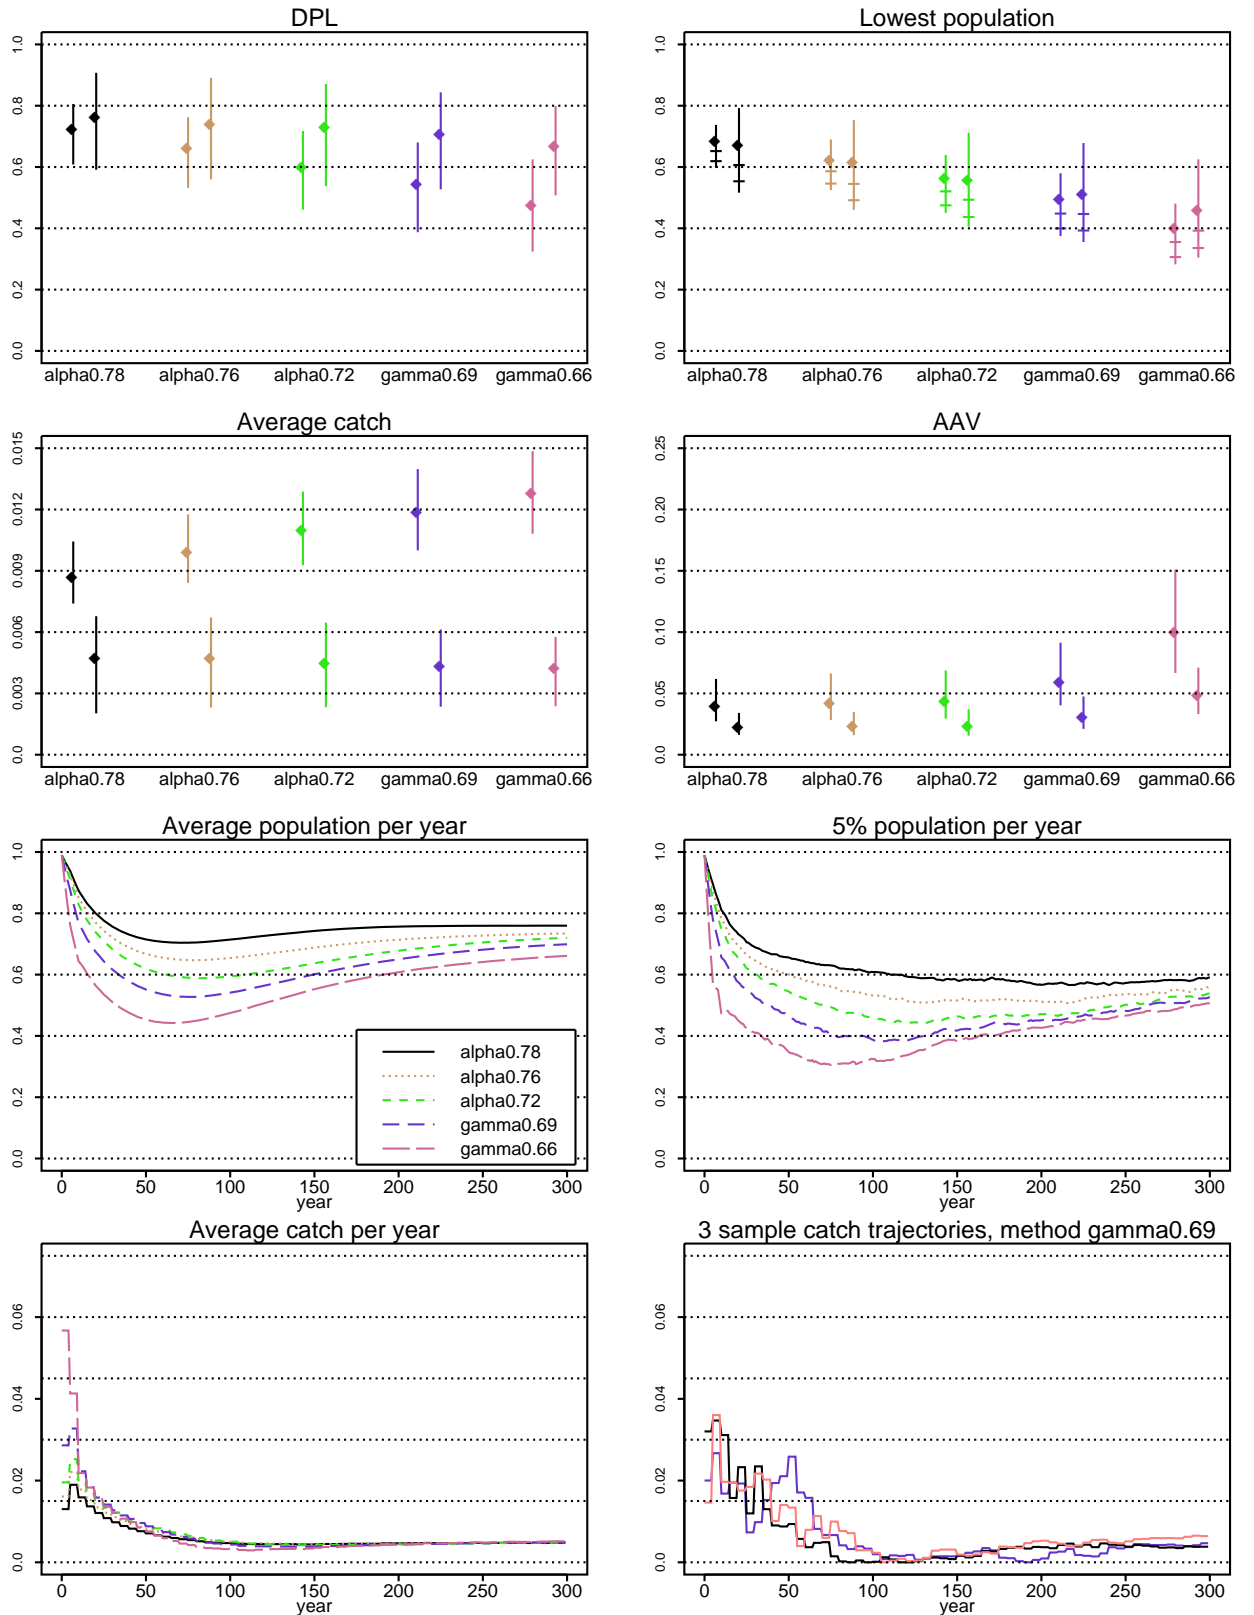 DPL
1.0
0.8
0.6
0.4
0.2
0.0
alpha0.78 alpha0.76 alpha0.72 gamma0.69 gamma0.66
Lowest population
1.0
0.8
0.6
0.4
0.2
0.0
alpha0.78 alpha0.76 alpha0.72 gamma0.69 gamma0.66
Average catch
0.015
0.012
0.009
0.006
0.003
0.0
alpha0.78 alpha0.76 alpha0.72 gamma0.69 gamma0.66
AAV
0.25
0.20
0.15
0.10
0.05
0.0
alpha0.78 alpha0.76 alpha0.72 gamma0.69 gamma0.66
Average population per year
1.0
0.8
0.6
0.4
0.2
0.0
alpha0.78
alpha0.76
alpha0.72
gamma0.69
gamma0.66
0 50 100 150 200 250 300
year
5% population per year
1.0
0.8
0.6
0.4
0.2
0.0
0 50 100 150 200 250 300
year
Average catch per year
0.06
0.04
0.02
0.0
0 50 100 150 200 250 300
year
3 sample catch trajectories, method gamma0.69
0.06
0.04
0.02
0.0
0 50 100 150 200 250 300
year